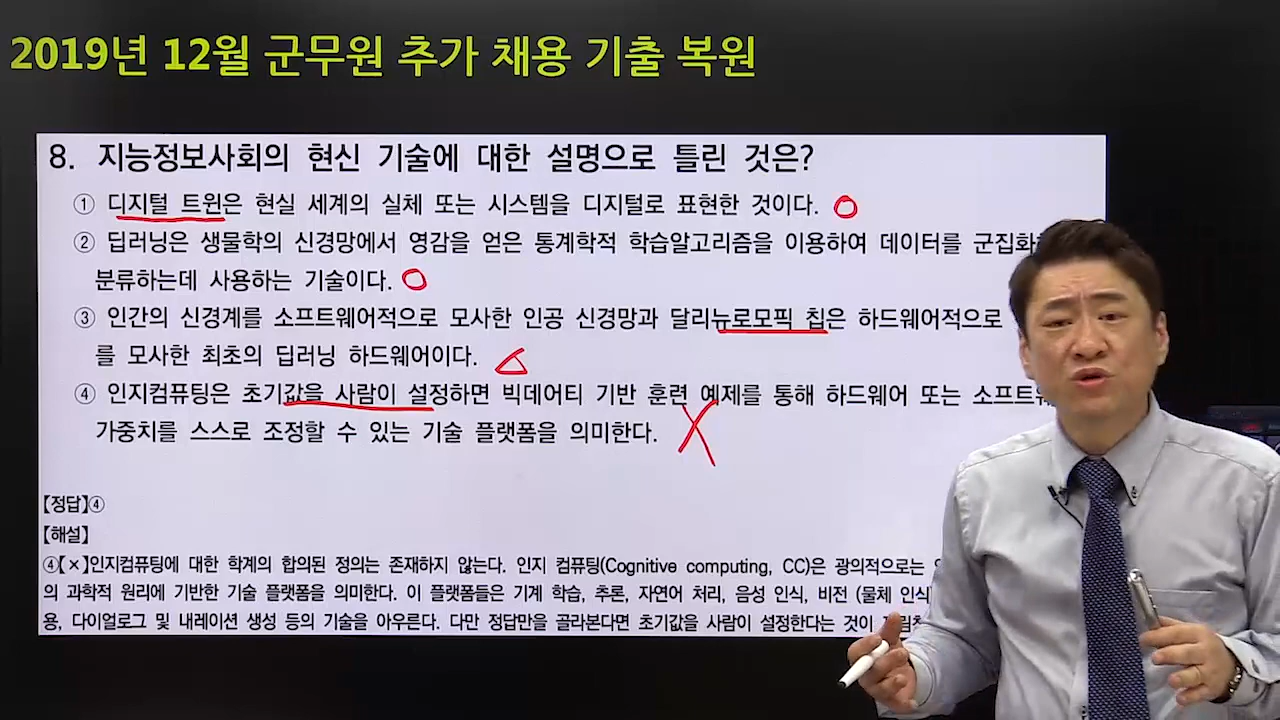 2019년 12월 군무원 추가 채용 기출 복원
8. 지능정보사회의 현신 기술에 대한 설명으로 틀린 것은?
① 디지털 트윈은 현실 세계의 실체 또는 시스템을 디지털로 표현한 것이다.
② 딥러닝은 생물학의 신경망에서 영감을 얻은 통계학적 학습알고리즘을 이용하여 데이터를
분류하는데 사용하는 기술이다.
③ 인간의 신경계를 소프트웨어적으로 모사한 인공 신경망과 달리뉴로모픽 칩은 하드웨어적으로
를 모사한 최초의 딥러닝 하드웨어이다.
④ 인지컴퓨팅은 초기값을 사람이 설정하면 빅데어티 기반 훈련 예제를 통해 하드웨어 또는
가중치를 스스로 조정할 수 있는 기술 플랫폼을 의미한다.
【정답】④
【해설】
④【×】인지컴퓨팅에 대한 학계의 합의된 정의는 존재하지 않는다. 인지 컴퓨팅(Cognitive computing, CC)은 광의적으로는
의 과학적 원리에 기반한 기술 플랫폼을 의미한다. 이 플랫폼들은 기계 학습, 추론, 자연어 처리, 음성 인식, 비전 (물체 인식)
용, 다이얼로그 및 내레이션 생성 등의 기술을 아우른다. 다만 정답만을 골라본다면 초기값을 사람이 설정한다는 것이